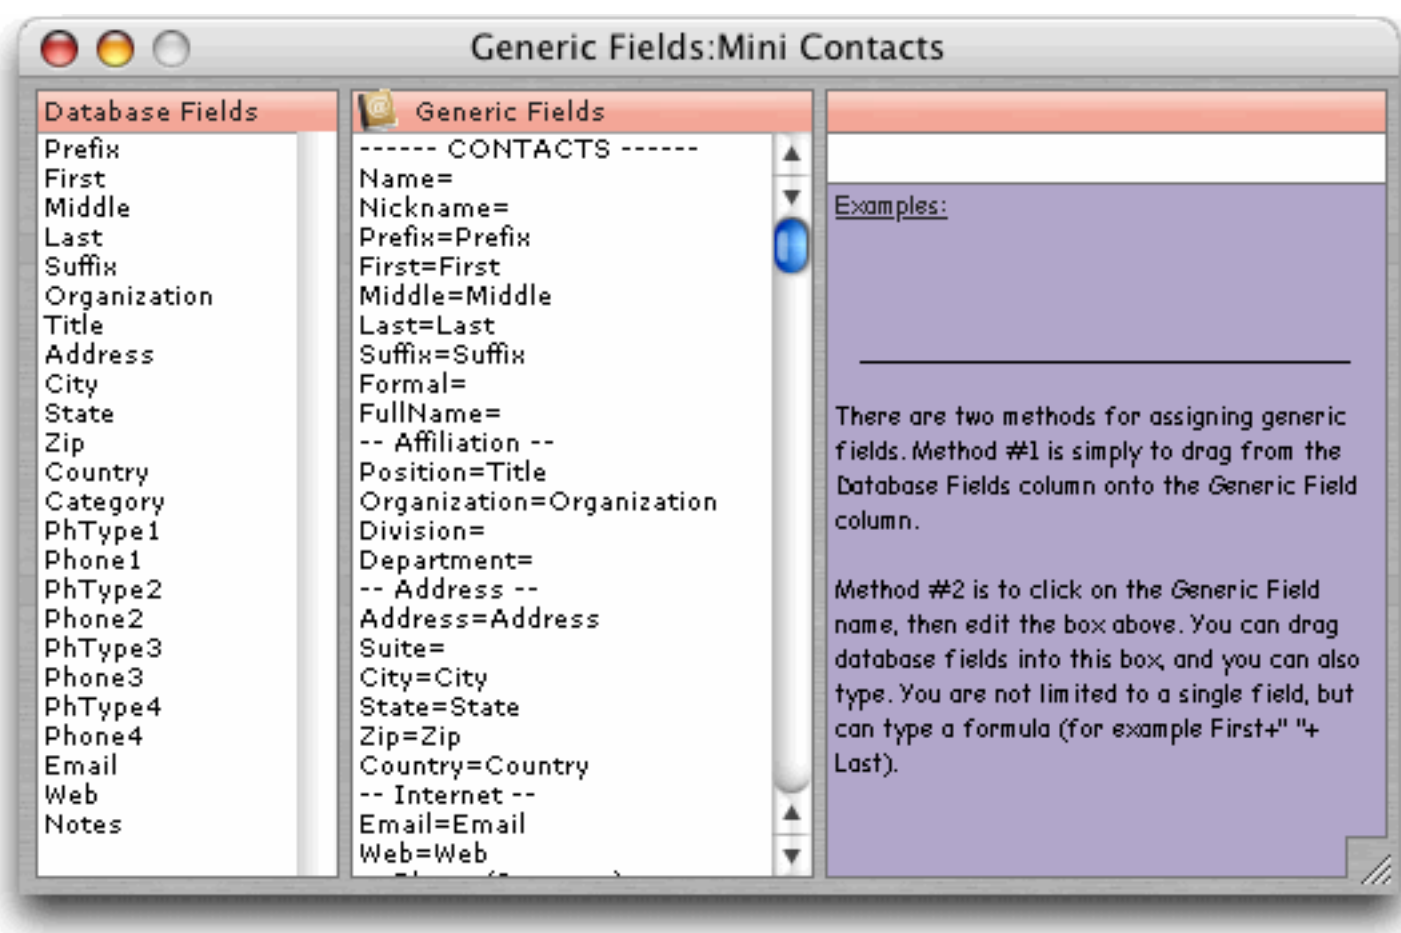 Generic Fields:Mini Contacts
Database Fields
Prefix
First
Middle
Last
Suffix
Organization
Title
Address
City
State
Zip
Country
Category
PhType1
Phone1
PhType2
Phone2
PhType3
Phone3
PhType4
Phone4
Email
Web
Notes
Generic Fields
------ CONTACTS ------
Name=
Nickname=
Prefix=Prefix
First=First
Middle=Middle
Last=Last
Suffix=Suffix
Formal=
FullName=
-- Affiliation --
Position=Title
Organization=Organization
Division=
Department=
-- Address --
Address=Address
Suite=
City=City
State=State
Zip=Zip
Country=Country
-- Internet --
Email=Email
Web=Web
Examples:
There are two methods for assigning generic
fields. Method #1 is simply to drag from the
Database Fields column onto the Generic Field
column.
Method #2 is to click on the Generic Field
name, then edit the box above. You can drag
database fields into this box, and you can also
type. You are not limited to a single field, but
can type a formula (for example First+" "+
Last).